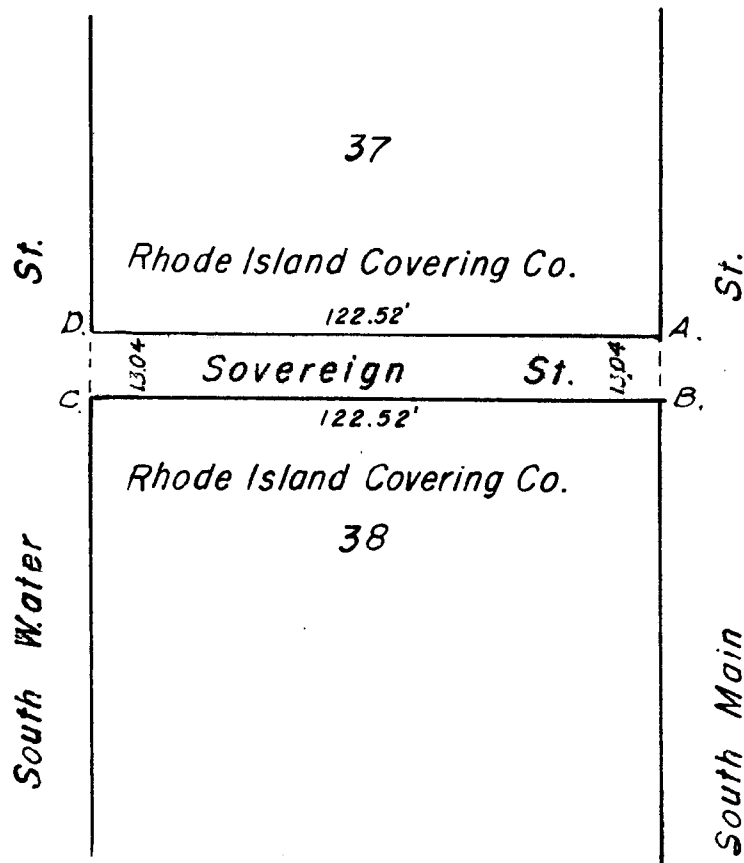 37
St.
Rhode Island Covering Co.
St.
D. 122.52' A.
13.04 Sovereign St. 13.04
C. 122.52' B.
Rhode Island Covering Co.
38
South Water
South Main